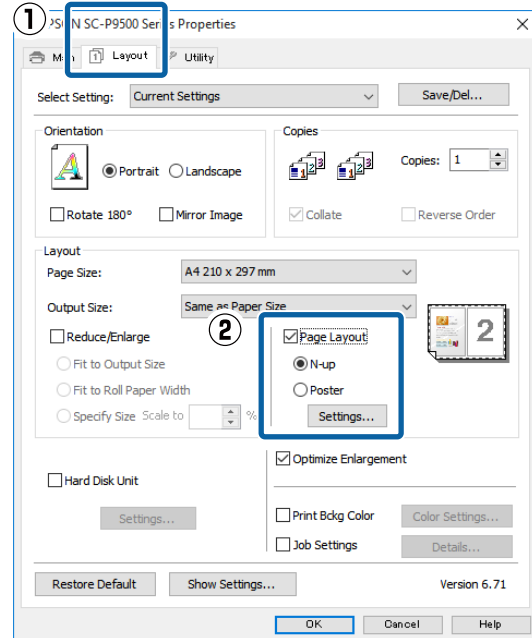 1
PSON SC-P9500 Series Properties
Main Layout Utility
Select Setting: Current Settings Save/Del...
Orientation
Portrait Landscape
Rotate 180° Mirror Image
Copies
Copies: 1
Collate Reverse Order
Layout
Page Size: A4 210 x 297 mm
Output Size: Same as Paper Size
2
Reduce/Enlarge
Fit to Output Size
Fit to Roll Paper Width
Specify Size Scale to %
Page Layout
N-up
Poster
Settings...
2
Hard Disk Unit
Settings...
Optimize Enlargement
Print Bckg Color Color Settings...
Job Settings Details...
Restore Default Show Settings... Version 6.71
OK Cancel Help